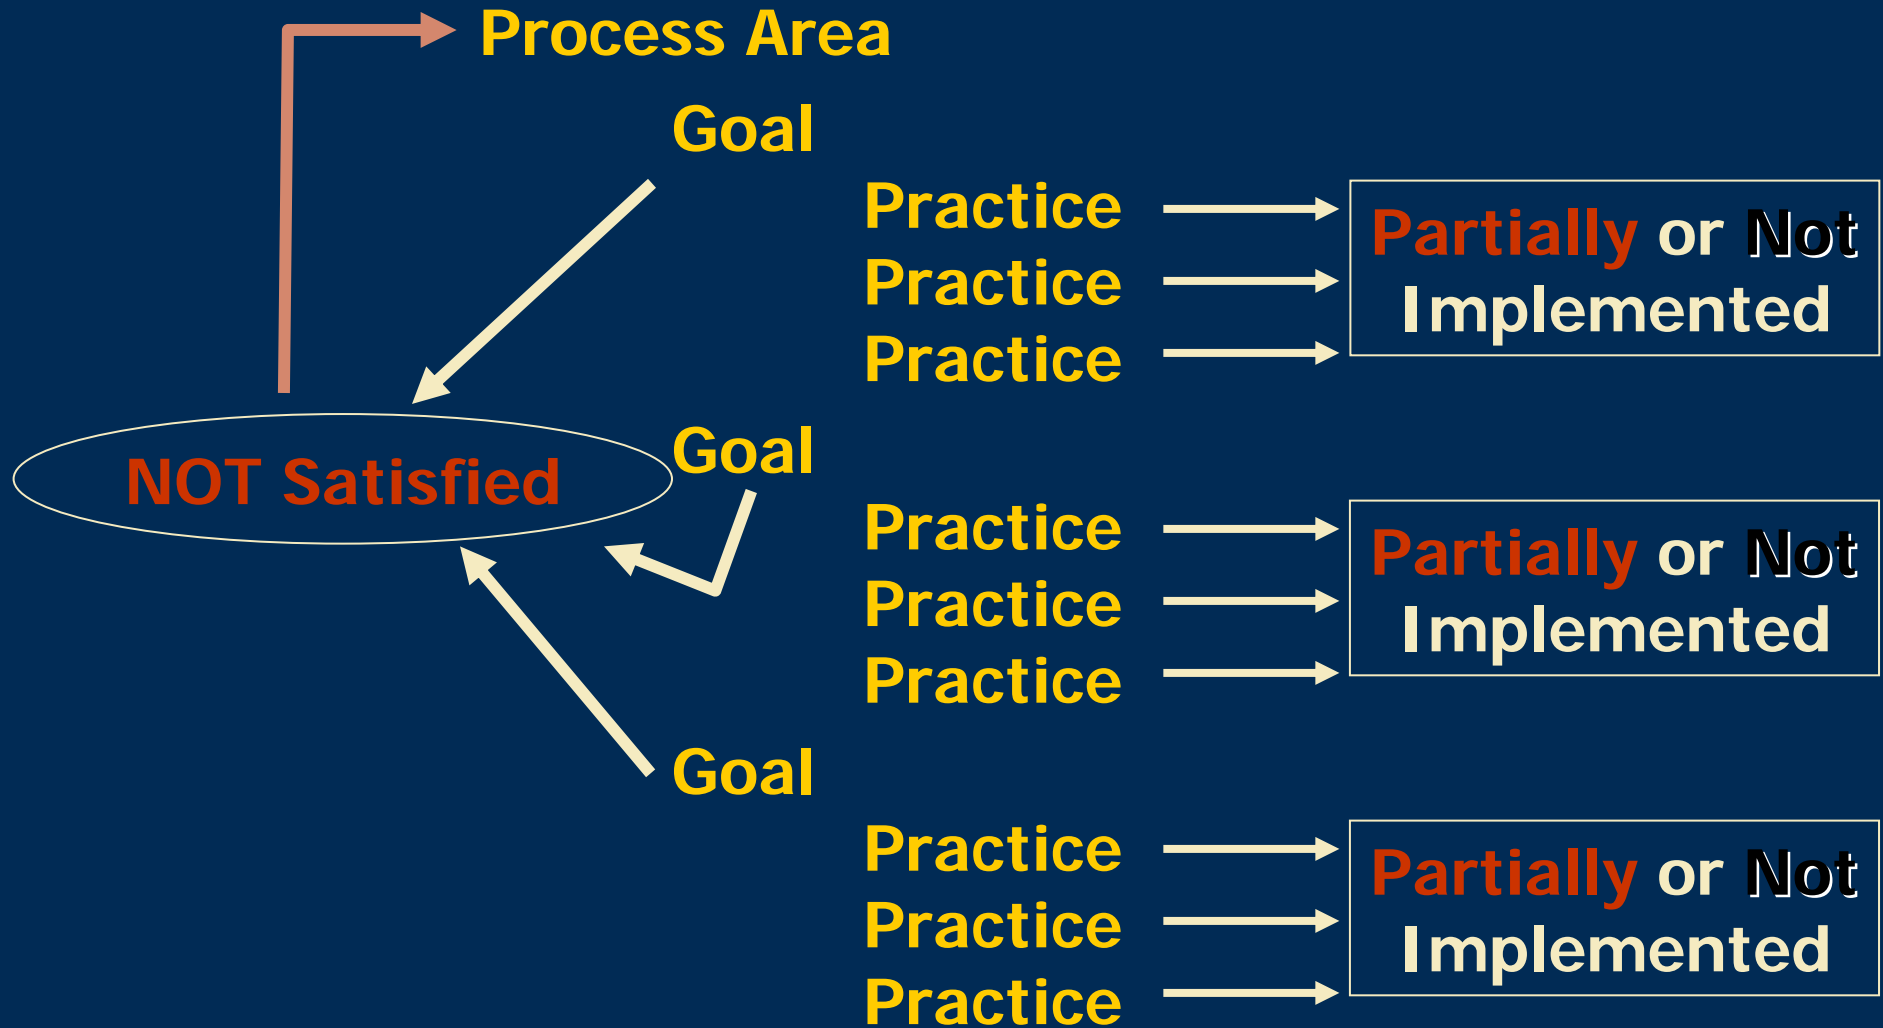 Process Area
Goal
Practice
Practice
Practice
Partially or Not
Implemented
NOT Satisfied
Goal
Practice
Practice
Practice
Partially or Not
Implemented
Goal
Practice
Practice
Practice
Partially or Not
Implemented